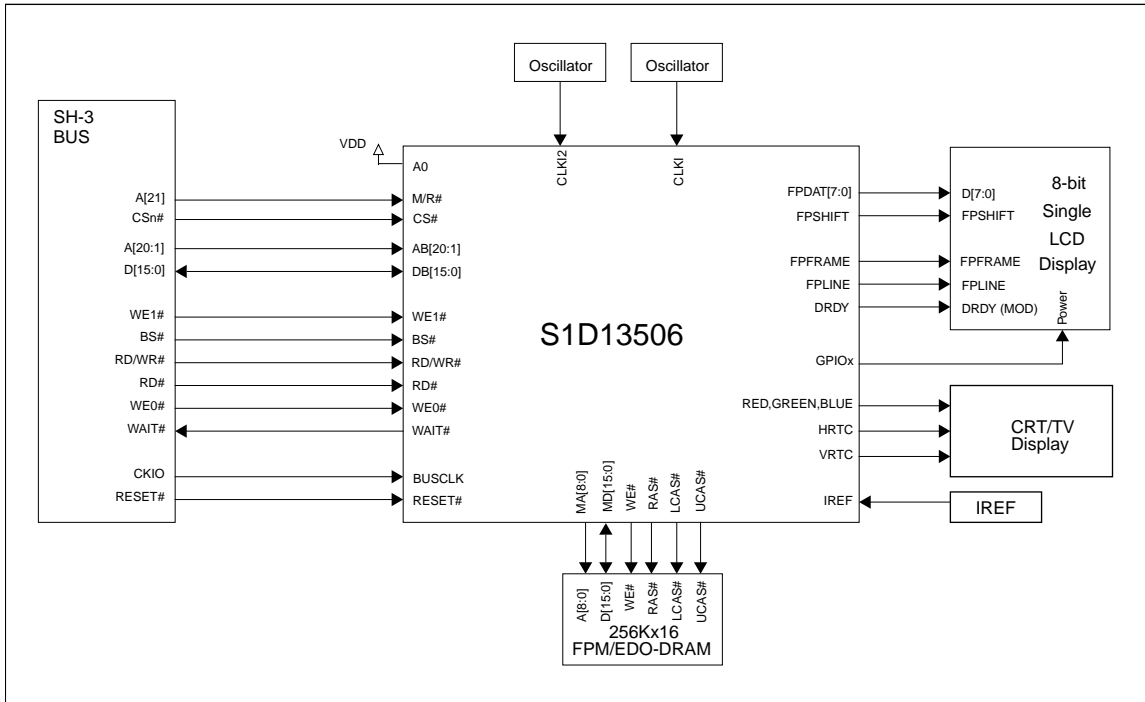 Oscillator
Oscillator
SH-3
BUS
VDD
A0
CLKI2
CLKI
A[21]
M/R#
CSn#
CS#
A[20:1]
AB[20:1]
D[15:0]
DB[15:0]
WE1#
WE1#
BS#
BS#
RD/WR#
RD/WR#
RD#
RD#
WE0#
WE0#
WAIT#
WAIT#
CKIO
BUSCLK
RESET#
RESET#
S1D13506
FPDAT[7:0]
D[7:0]
FPSHIFT
FPSHIFT
FPFRAME
FPFRAME
FPLINE
FPLINE
DRDY
DRDY (MOD)
8-bit
Single
LCD
Display
Power
GPIOx
RED,GREEN,BLUE
HRTC
VRTC
CRT/TV
Display
IREF
IREF
MA[8:0]
MD[15:0]
WE#
RAS#
LCAS#
UCAS#
A[8:0]
D[15:0]
WE#
RAS#
LCAS#
UCAS#
256Kx16
FPM/EDO-DRAM